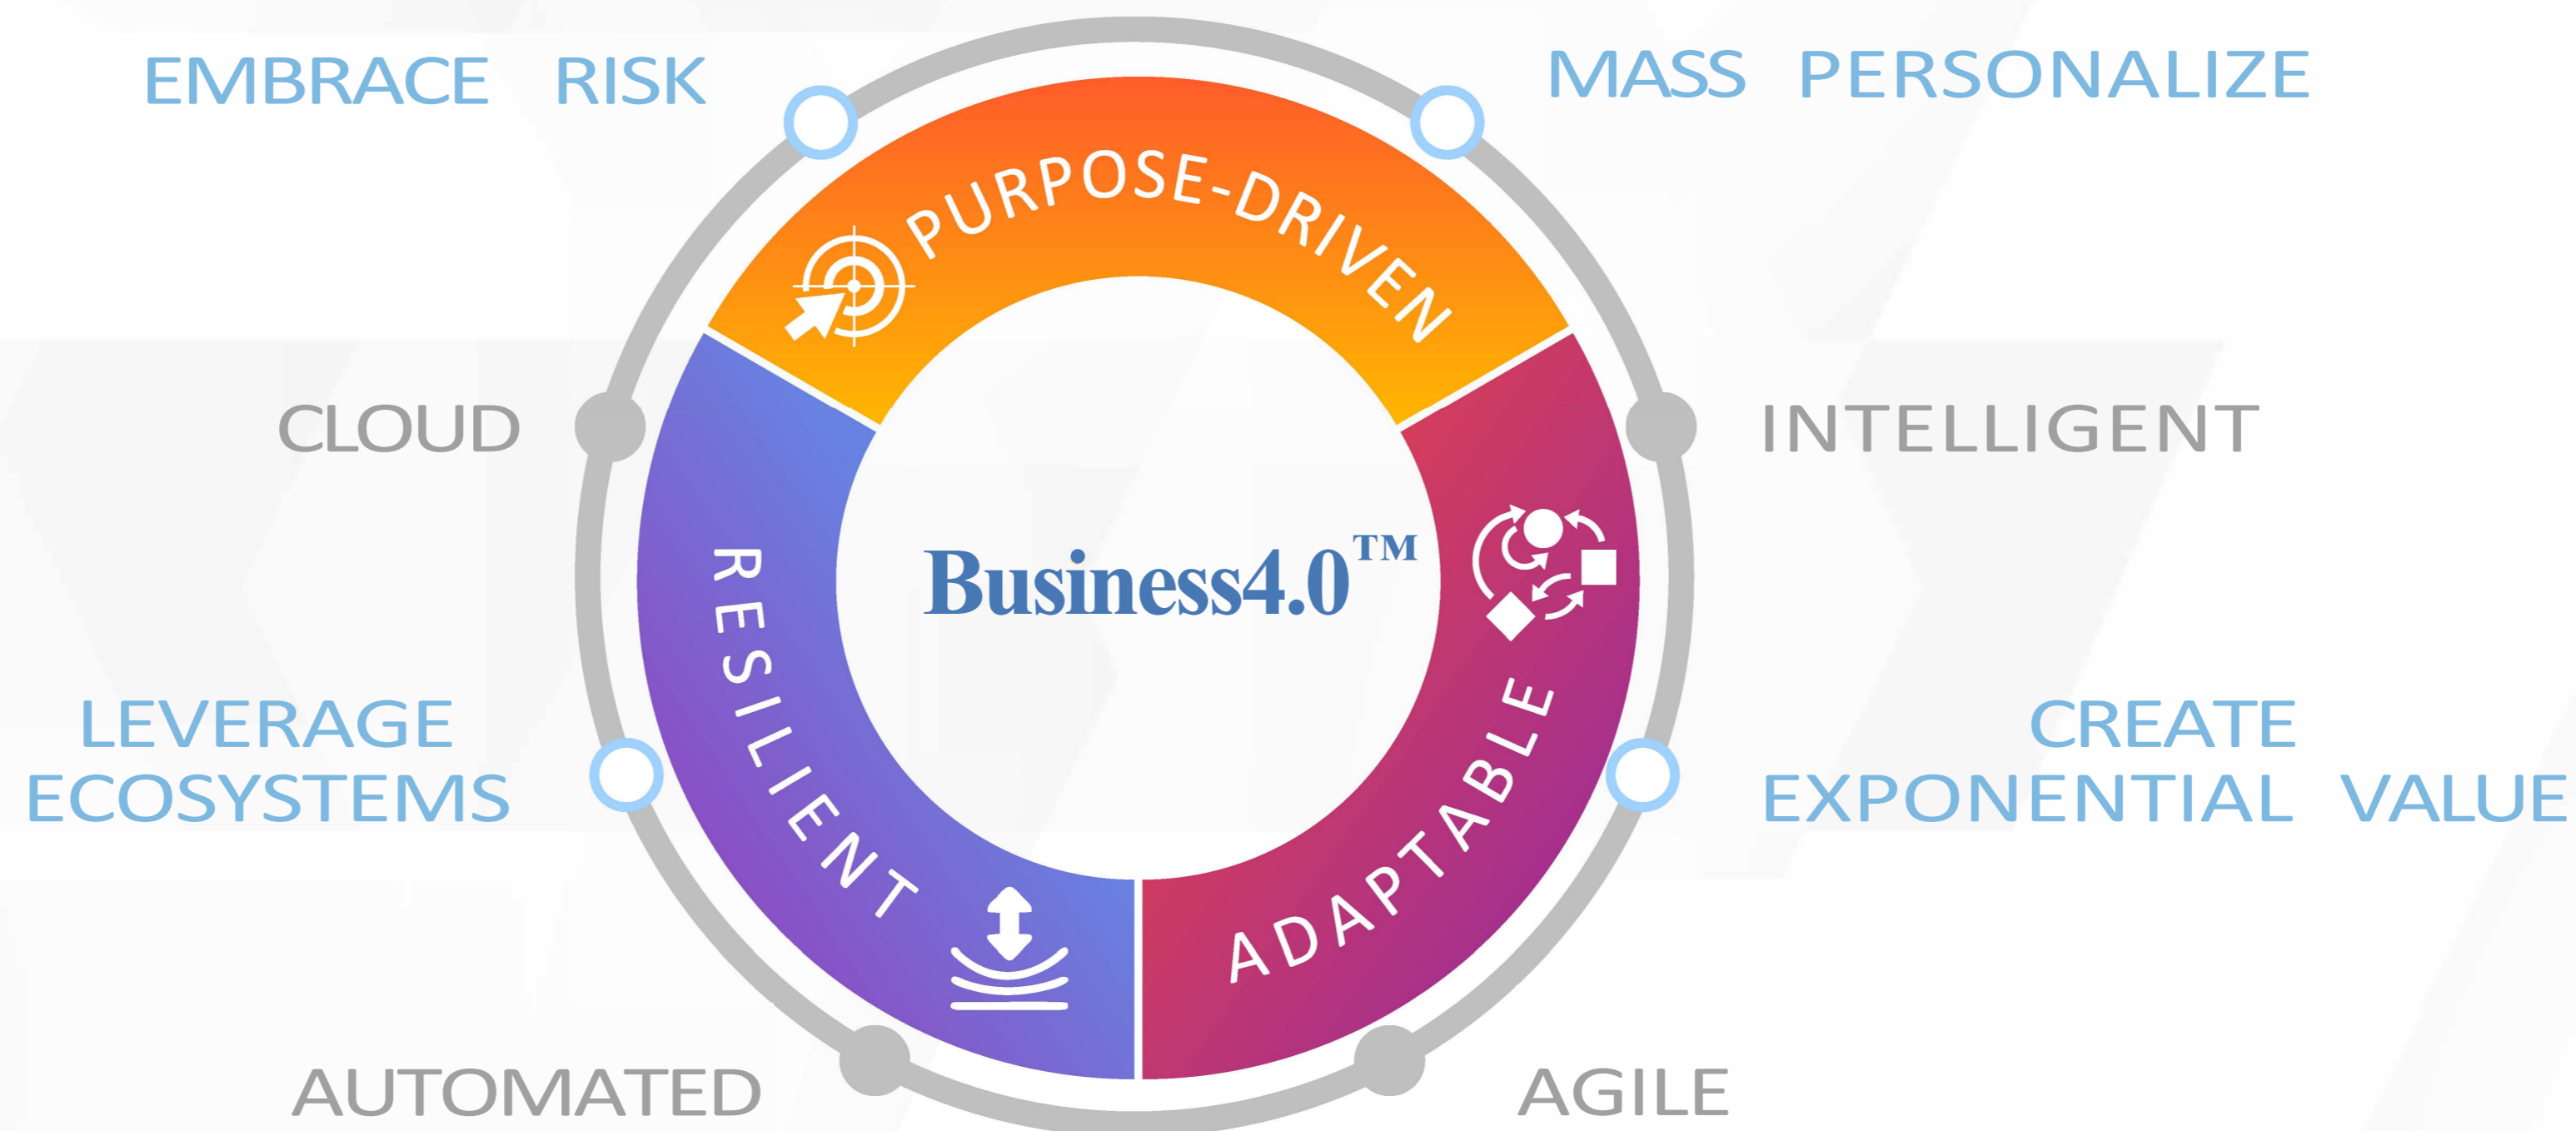 EMBRACE RISK
MASS PERSONALIZE
PURPOSE-DRIVEN
CLOUD
INTELLIGENT
Business4.0™
RESILIENT
ADAPTABLE
LEVERAGE
ECOSYSTEMS
CREATE
EXPONENTIAL VALUE
AUTOMATED
AGILE